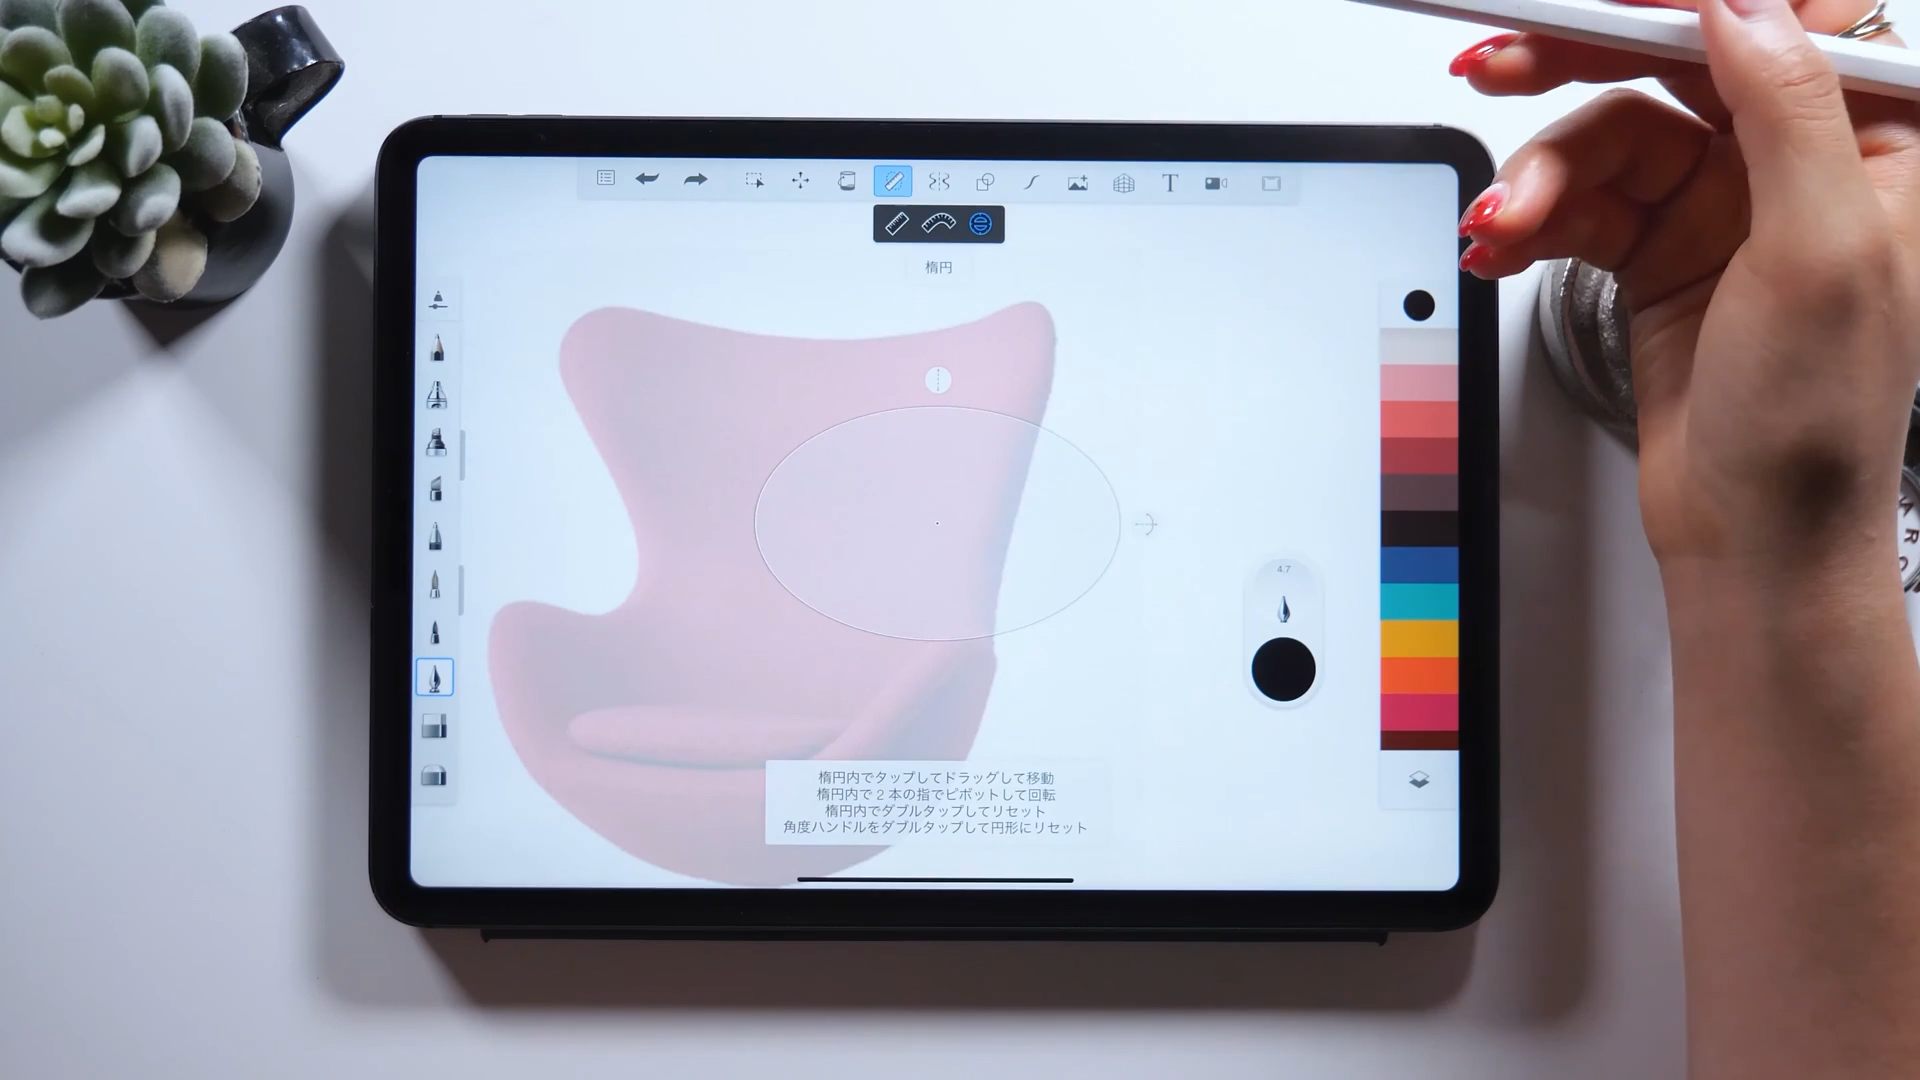 T
楕円
4.7
楕円内でタップしてドラッグして移動
楕円内で 2 本の指でピボットして回転
楕円内でダブルタップしてリセット
角度ハンドルをダブルタップして円形にリセット